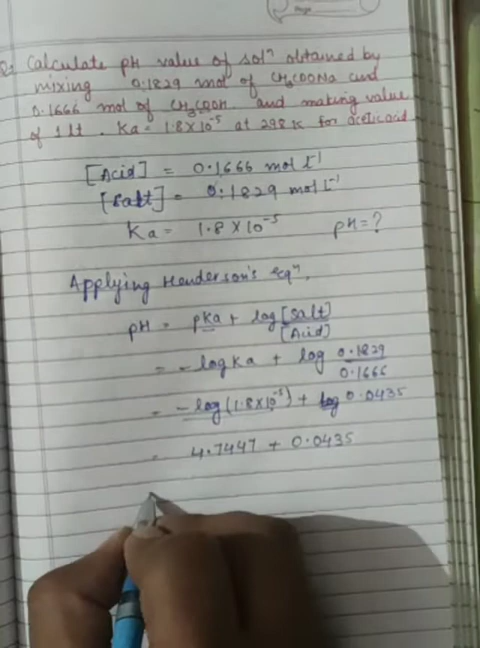 Page
Q. Calculate pH value of solⁿ obtained by
mixing 0.1829 mol of CH₃COONa and
0.1666 mol of CH₃COOH and making value
of 1 lt. Ka = 1.8 X 10⁻⁵ at 298 K for acetic acid
[Acid] = 0.1666 mol l⁻¹
[Salt] = 0.1829 mol l⁻¹
Ka = 1.8 X 10⁻⁵ pH = ?
Applying Henderson's eqⁿ,
pH = pKa + log [Salt]
[Acid]
= -log Ka + log 0.1829
0.1666
= -log (1.8X10⁻⁵) + log 0.0435
= 4.7447 + 0.0435